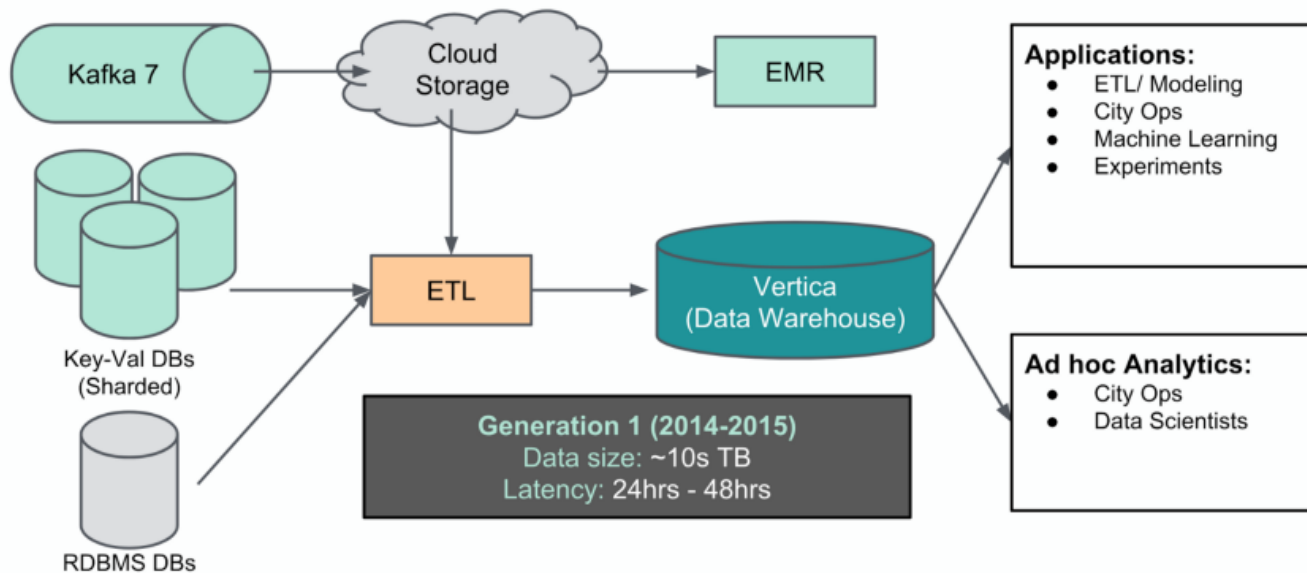 Kafka 7
Cloud
Storage
EMR
Applications:
● ETL/ Modeling
● City Ops
● Machine Learning
● Experiments
Key-Val DBs
(Sharded)
ETL
Vertica
(Data Warehouse)
Ad hoc Analytics:
● City Ops
● Data Scientists
Generation 1 (2014-2015)
Data size: ~10s TB
Latency: 24hrs - 48hrs
RDBMS DBs